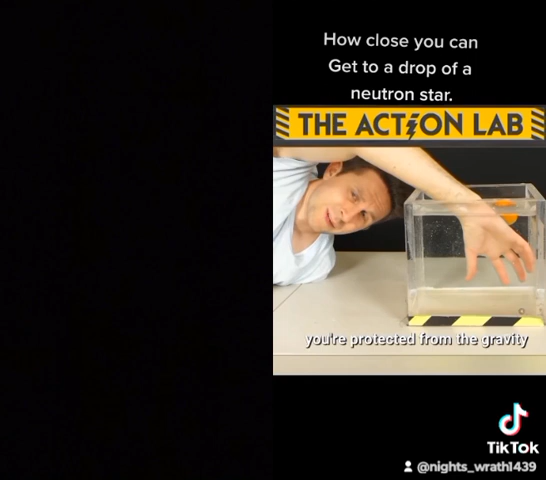 How close you can
Get to a drop of a
neutron star.
THE ACTION LAB
you're protected from the gravity
TikTok
@nights_wrath1439